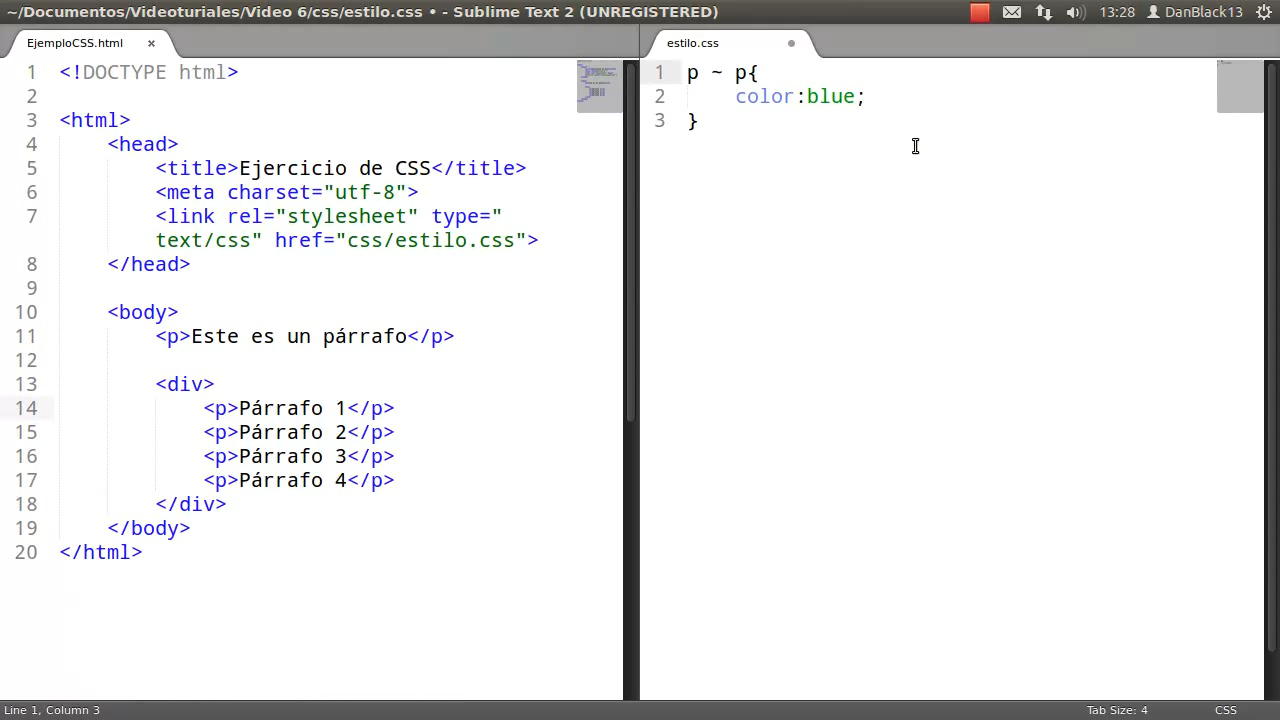 ~/Documentos/Videoturiales/Video 6/css/estilo.css • - Sublime Text 2 (UNREGISTERED)
13:28
DanBlack13
EjemploCSS.html ×
1 <!DOCTYPE html>
2
3 <html>
4 <head>
5 <title>Ejercicio de CSS</title>
6 <meta charset="utf-8">
7 <link rel="stylesheet" type="
text/css" href="css/estilo.css">
8 </head>
9
10 <body>
11 <p>Este es un párrafo</p>
12
13 <div>
14 <p>Párrafo 1</p>
15 <p>Párrafo 2</p>
16 <p>Párrafo 3</p>
17 <p>Párrafo 4</p>
18 </div>
19 </body>
20 </html>
estilo.css
1 p ~ p{
2 color:blue;
3 }
Line 1, Column 3
Tab Size: 4
CSS